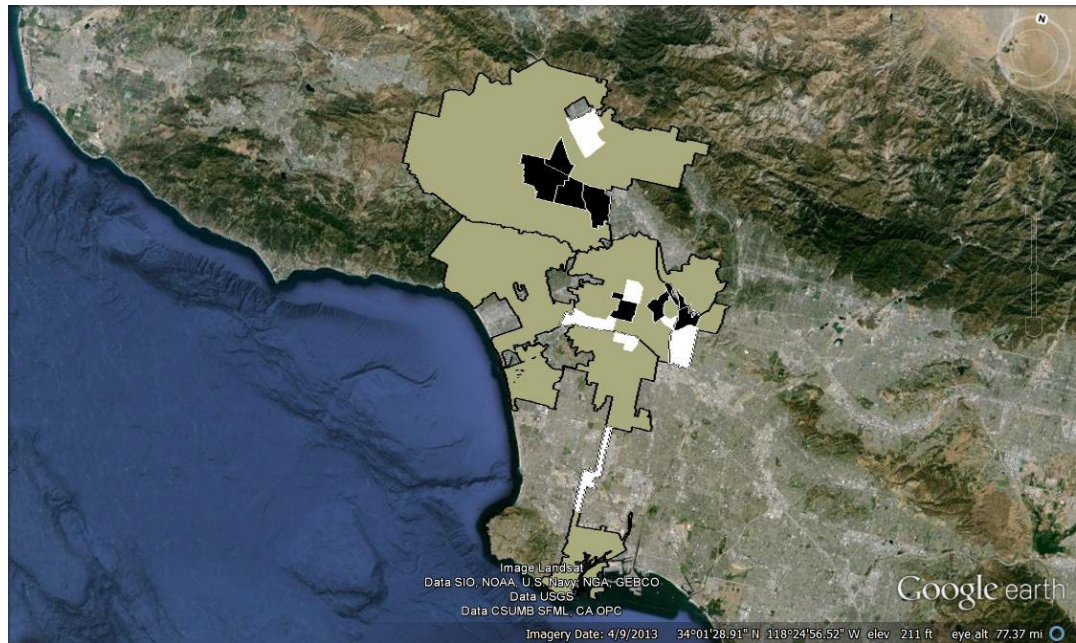 N
Image Landsat
Data SIO, NOAA, U.S. Navy, NGA, GEBCO
Data USGS
Data CSUMB SFML, CA OPC
Google earth
Imagery Date: 4/9/2013 34°01'28.91" N 118°24'56.52" W elev 211 ft eye alt 77.37 mi